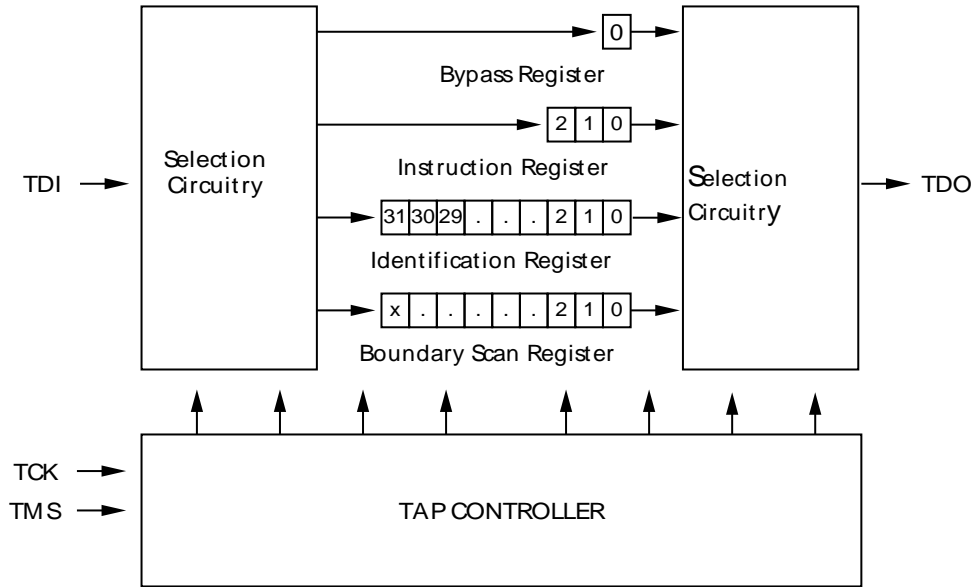 0
Bypass Register
2 1 0
Instruction Register
Selection
Circuitry
TDI
31 30 29 . . . 2 1 0
Identification Register
x . . . . . 2 1 0
Boundary Scan Register
Selection
Circuitry
TDO
TCK
TMS
TAP CONTROLLER